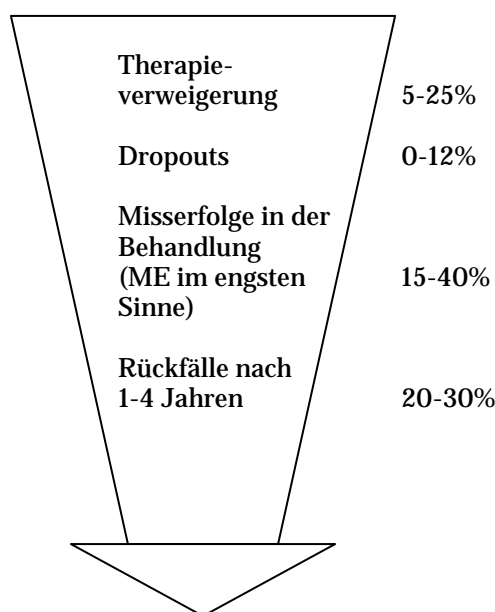 Therapie-
verweigerung 5-25%
Dropouts 0-12%
Misserfolge in der
Behandlung
(ME im engsten 15-40%
Sinne)
Rückfälle nach
1-4 Jahren 20-30%